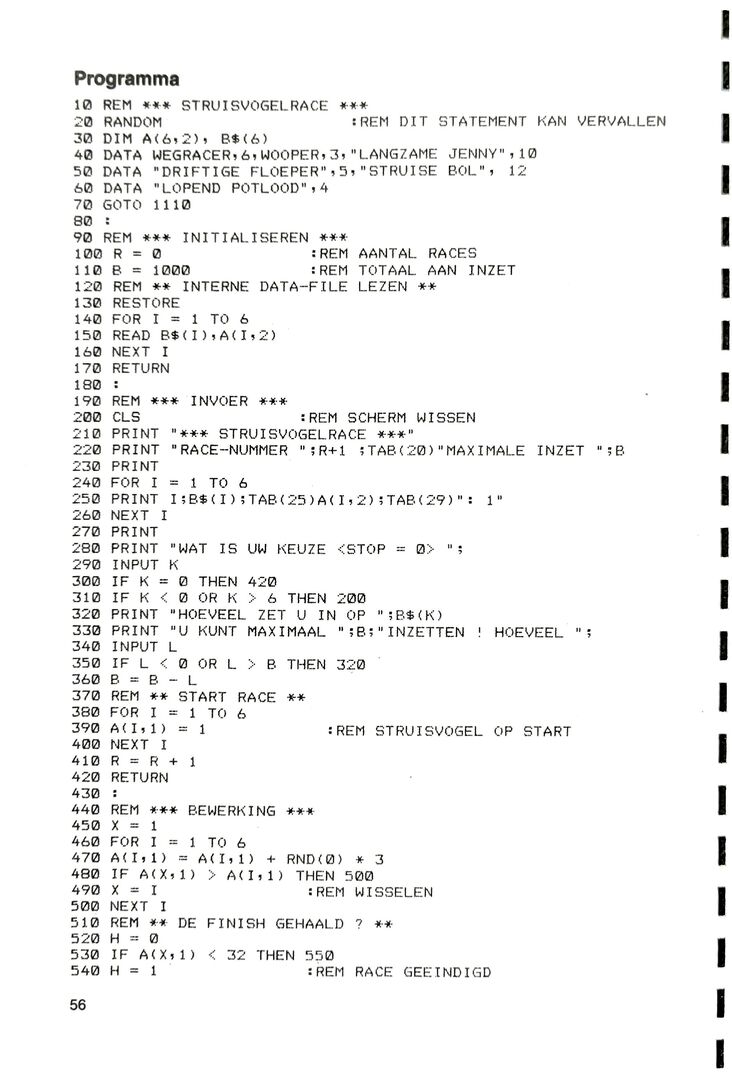 Programma
10 REM *** STRUISVOGELRACE ***
20 RANDOM :REM DIT STATEMENT KAN VERVALLEN
30 DIM A(6,2), B$(6)
40 DATA WEGRACER,6,WOOPER,3,"LANGZAME JENNY",10
50 DATA "DRIFTIGE FLOEPER",5,"STRUISE BOL", 12
60 DATA "LOPEND POTLOOD",4
70 GOTO 1110
80 :
90 REM *** INITIALISEREN ***
100 R = 0 :REM AANTAL RACES
110 B = 1000 :REM TOTAAL AAN INZET
120 REM ** INTERNE DATA-FILE LEZEN **
130 RESTORE
140 FOR I = 1 TO 6
150 READ B$(I),A(I,2)
160 NEXT I
170 RETURN
180 :
190 REM *** INVOER ***
200 CLS :REM SCHERM WISSEN
210 PRINT "*** STRUISVOGELRACE ***"
220 PRINT "RACE-NUMMER ";R+1 ;TAB(20)"MAXIMALE INZET ";B
230 PRINT
240 FOR I = 1 TO 6
250 PRINT I;B$(I);TAB(25)A(I,2);TAB(29)": 1"
260 NEXT I
270 PRINT
280 PRINT "WAT IS UW KEUZE <STOP = 0> ";
290 INPUT K
300 IF K = 0 THEN 420
310 IF K < 0 OR K > 6 THEN 200
320 PRINT "HOEVEEL ZET U IN OP ";B$(K)
330 PRINT "U KUNT MAXIMAAL ";B;"INZETTEN ! HOEVEEL ";
340 INPUT L
350 IF L < 0 OR L > B THEN 320
360 B = B - L
370 REM ** START RACE **
380 FOR I = 1 TO 6
390 A(I,1) = 1 :REM STRUISVOGEL OP START
400 NEXT I
410 R = R + 1
420 RETURN
430 :
440 REM *** BEWERKING ***
450 X = 1
460 FOR I = 1 TO 6
470 A(I,1) = A(I,1) + RND(0) * 3
480 IF A(X,1) > A(I,1) THEN 500
490 X = I :REM WISSELEN
500 NEXT I
510 REM ** DE FINISH GEHAALD ? **
520 H = 0
530 IF A(X,1) < 32 THEN 550
540 H = 1 :REM RACE GEEINDIGD
56